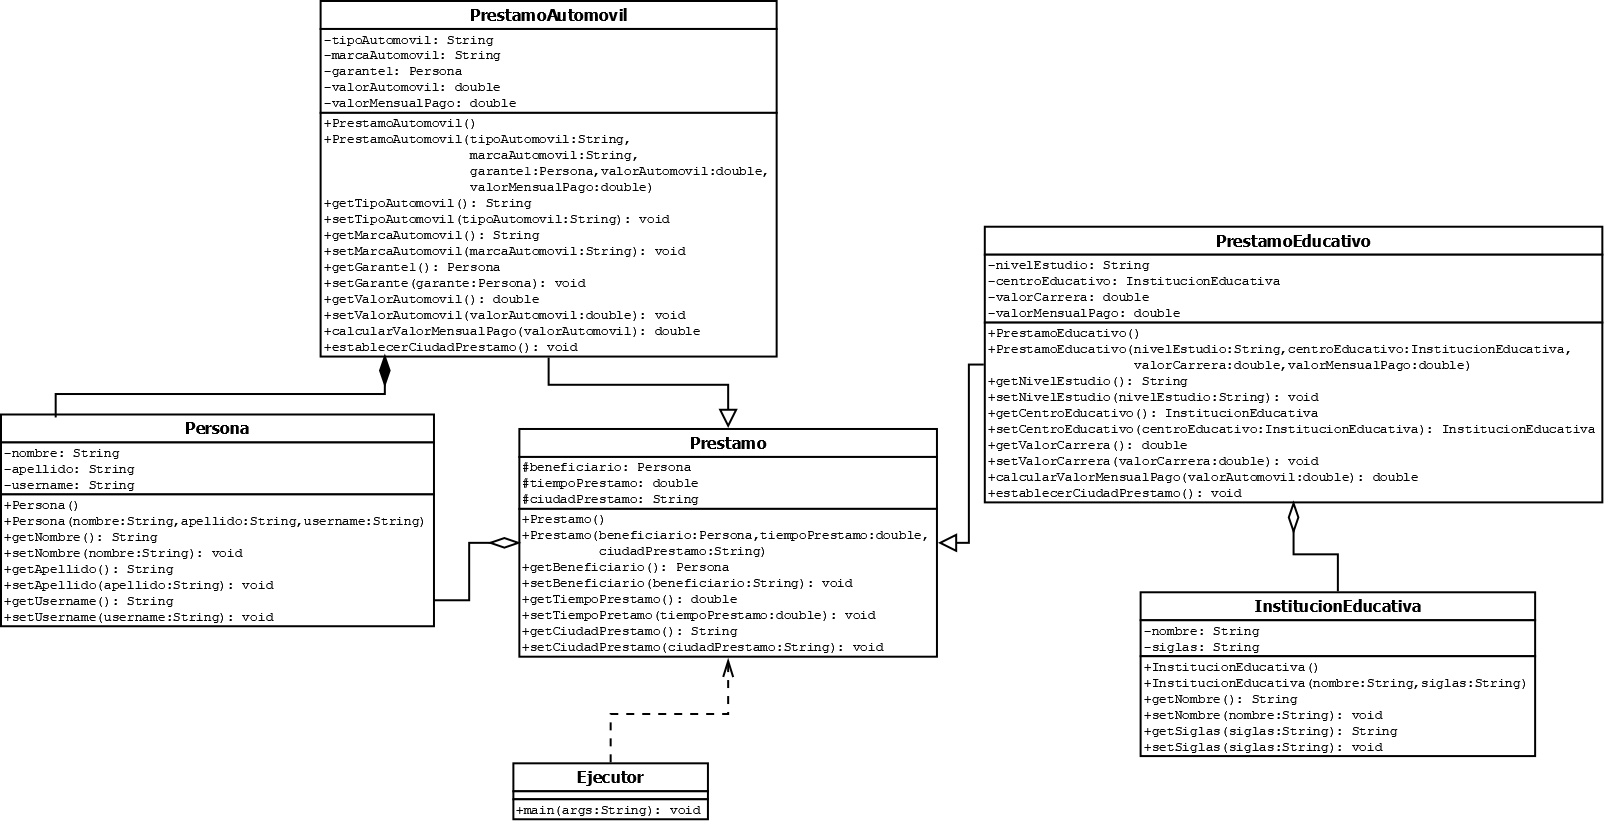 PrestamoAutomovil
-tipoAutomovil: String
-marcaAutomovil: String
-garante1: Persona
-valorAutomovil: double
-valorMensualPago: double
+PrestamoAutomovil()
+PrestamoAutomovil(tipoAutomovil:String,
marcaAutomovil:String,
garante1:Persona,valorAutomovil:double,
valorMensualPago:double)
+getTipoAutomovil(): String
+setTipoAutomovil(tipoAutomovil:String): void
+getMarcaAutomovil(): String
+setMarcaAutomovil(marcaAutomovil:String): void
+getGarante1(): Persona
+setGarante(garante:Persona): void
+getValorAutomovil(): double
+setValorAutomovil(valorAutomovil:double): void
+calcularValorMensualPago(valorAutomovil): double
+establecerCiudadPrestamo(): void
PrestamoEducativo
-nivelEstudio: String
-centroEducativo: InstitucionEducativa
-valorCarrera: double
-valorMensualPago: double
+PrestamoEducativo()
+PrestamoEducativo(nivelEstudio:String,centroEducativo:InstitucionEducativa,
valorCarrera:double,valorMensualPago:double)
+getNivelEstudio(): String
+setNivelEstudio(nivelEstudio:String): void
+getCentroEducativo(): InstitucionEducativa
+setCentroEducativo(centroEducativo:InstitucionEducativa): InstitucionEducativa
+getValorCarrera(): double
+setValorCarrera(valorCarrera:double): void
+calcularValorMensualPago(valorAutomovil:double): double
+establecerCiudadPrestamo(): void
Persona
-nombre: String
-apellido: String
-username: String
+Persona()
+Persona(nombre:String,apellido:String,username:String)
+getNombre(): String
+setNombre(nombre:String): void
+getApellido(): String
+setApellido(apellido:String): void
+getUsername(): String
+setUsername(username:String): void
Prestamo
#beneficiario: Persona
#tiempoPrestamo: double
#ciudadPrestamo: String
+Prestamo()
+Prestamo(beneficiario:Persona,tiempoPrestamo:double,
ciudadPrestamo:String)
+getBeneficiario(): Persona
+setBeneficiario(beneficiario:String): void
+getTiempoPrestamo(): double
+setTiempoPretamo(tiempoPrestamo:double): void
+getCiudadPrestamo(): String
+setCiudadPrestamo(ciudadPrestamo:String): void
InstitucionEducativa
-nombre: String
-siglas: String
+InstitucionEducativa()
+InstitucionEducativa(nombre:String,siglas:String)
+getNombre(): String
+setNombre(nombre:String): void
+getSiglas(siglas:String): String
+setSiglas(siglas:String): void
Ejecutor
+main(args:String): void